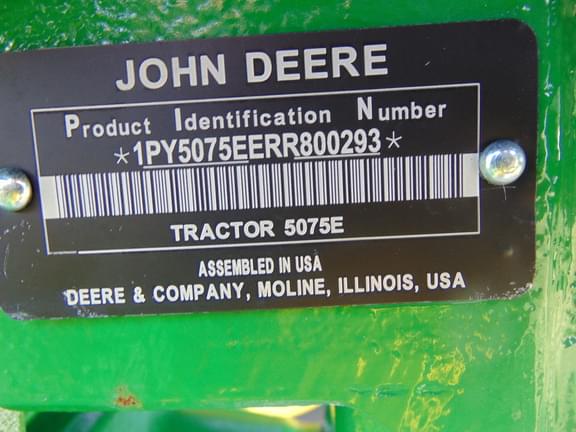 JOHN DEERE
Product Identification Number
*1PY5075EERR800293*
TRACTOR 5075E
ASSEMBLED IN USA
DEERE & COMPANY, MOLINE, ILLINOIS, USA